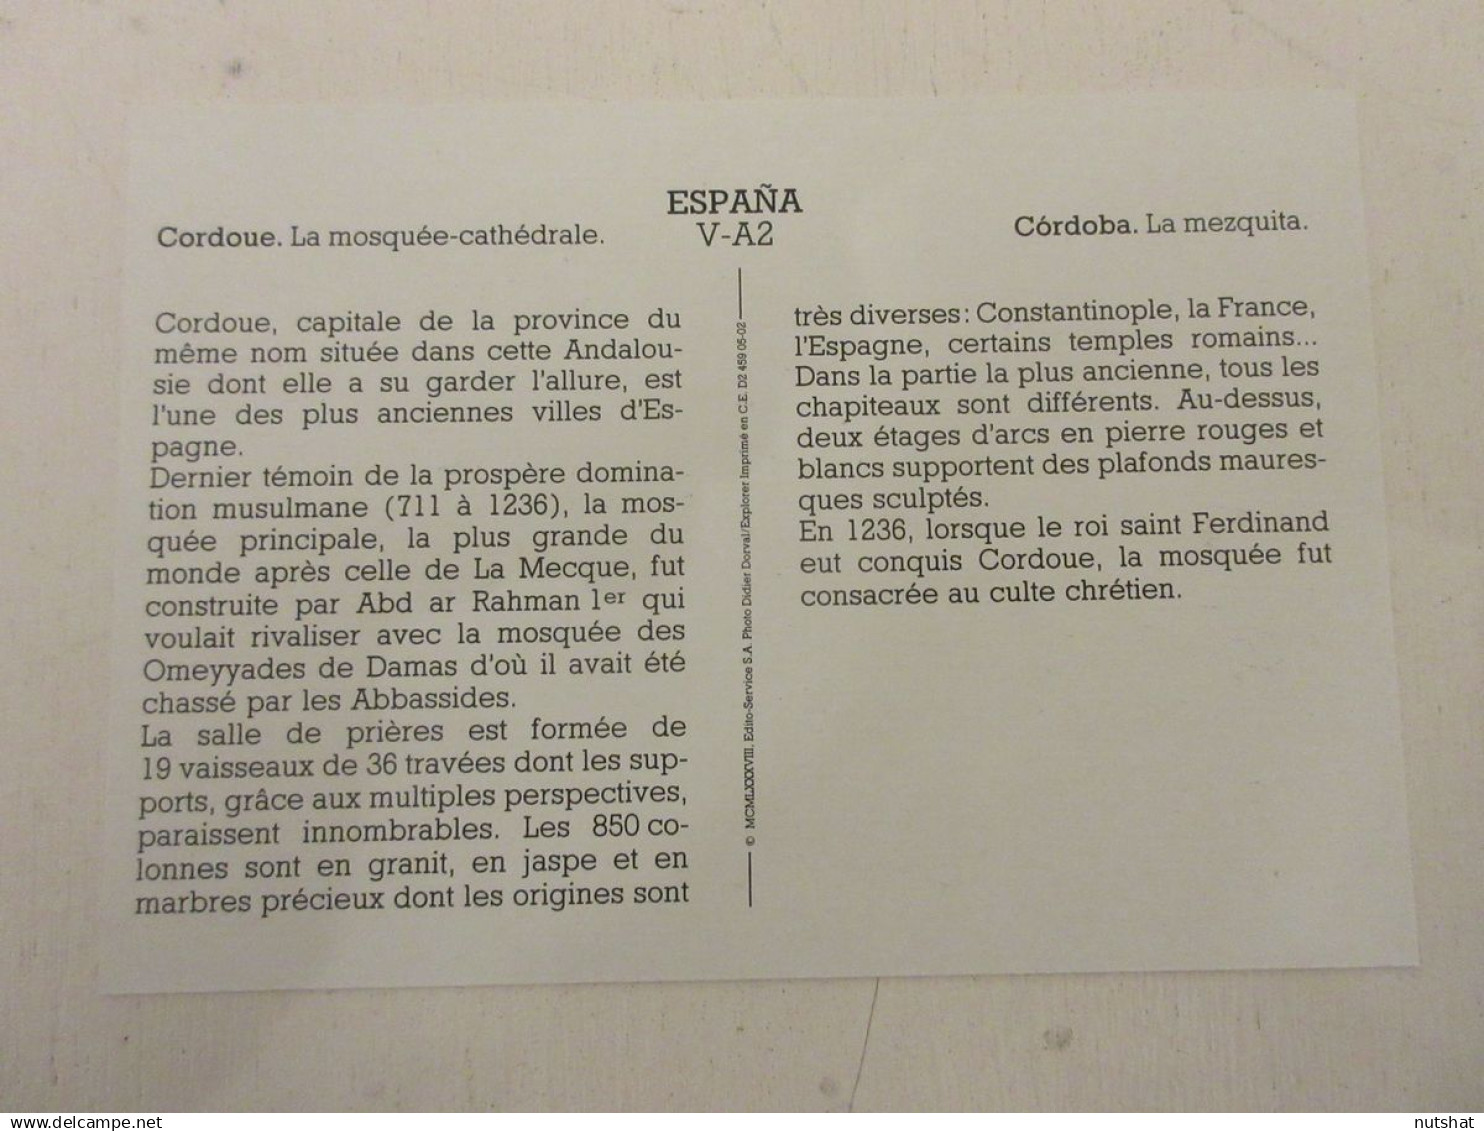 ESPAÑA
V-A2
Cordoue. La mosquée-cathédrale.
Córdoba. La mezquita.
Cordoue, capitale de la province du
même nom située dans cette Andalou-
sie dont elle a su garder l'allure, est
l'une des plus anciennes villes d'Es-
pagne.
Dernier témoin de la prospère domina-
tion musulmane (711 à 1236), la mos-
quée principale, la plus grande du
monde après celle de La Mecque, fut
construite par Abd ar Rahman 1er qui
voulait rivaliser avec la mosquée des
Omeyyades de Damas d'où il avait été
chassé par les Abbassides.
La salle de prières est formée de
19 vaisseaux de 36 travées dont les sup-
ports, grâce aux multiples perspectives,
paraissent innombrables. Les 850 co-
lonnes sont en granit, en jaspe et en
marbres précieux dont les origines sont
© MCMLXXXVIII, Edito-Service S.A. Photo Didier Dorval/Explorer Imprimé en C.E. D2 459 05-02
très diverses: Constantinople, la France,
l'Espagne, certains temples romains...
Dans la partie la plus ancienne, tous les
chapiteaux sont différents. Au-dessus,
deux étages d'arcs en pierre rouges et
blancs supportent des plafonds maures-
ques sculptés.
En 1236, lorsque le roi saint Ferdinand
eut conquis Cordoue, la mosquée fut
consacrée au culte chrétien.
www.delcampe.net
nutshat